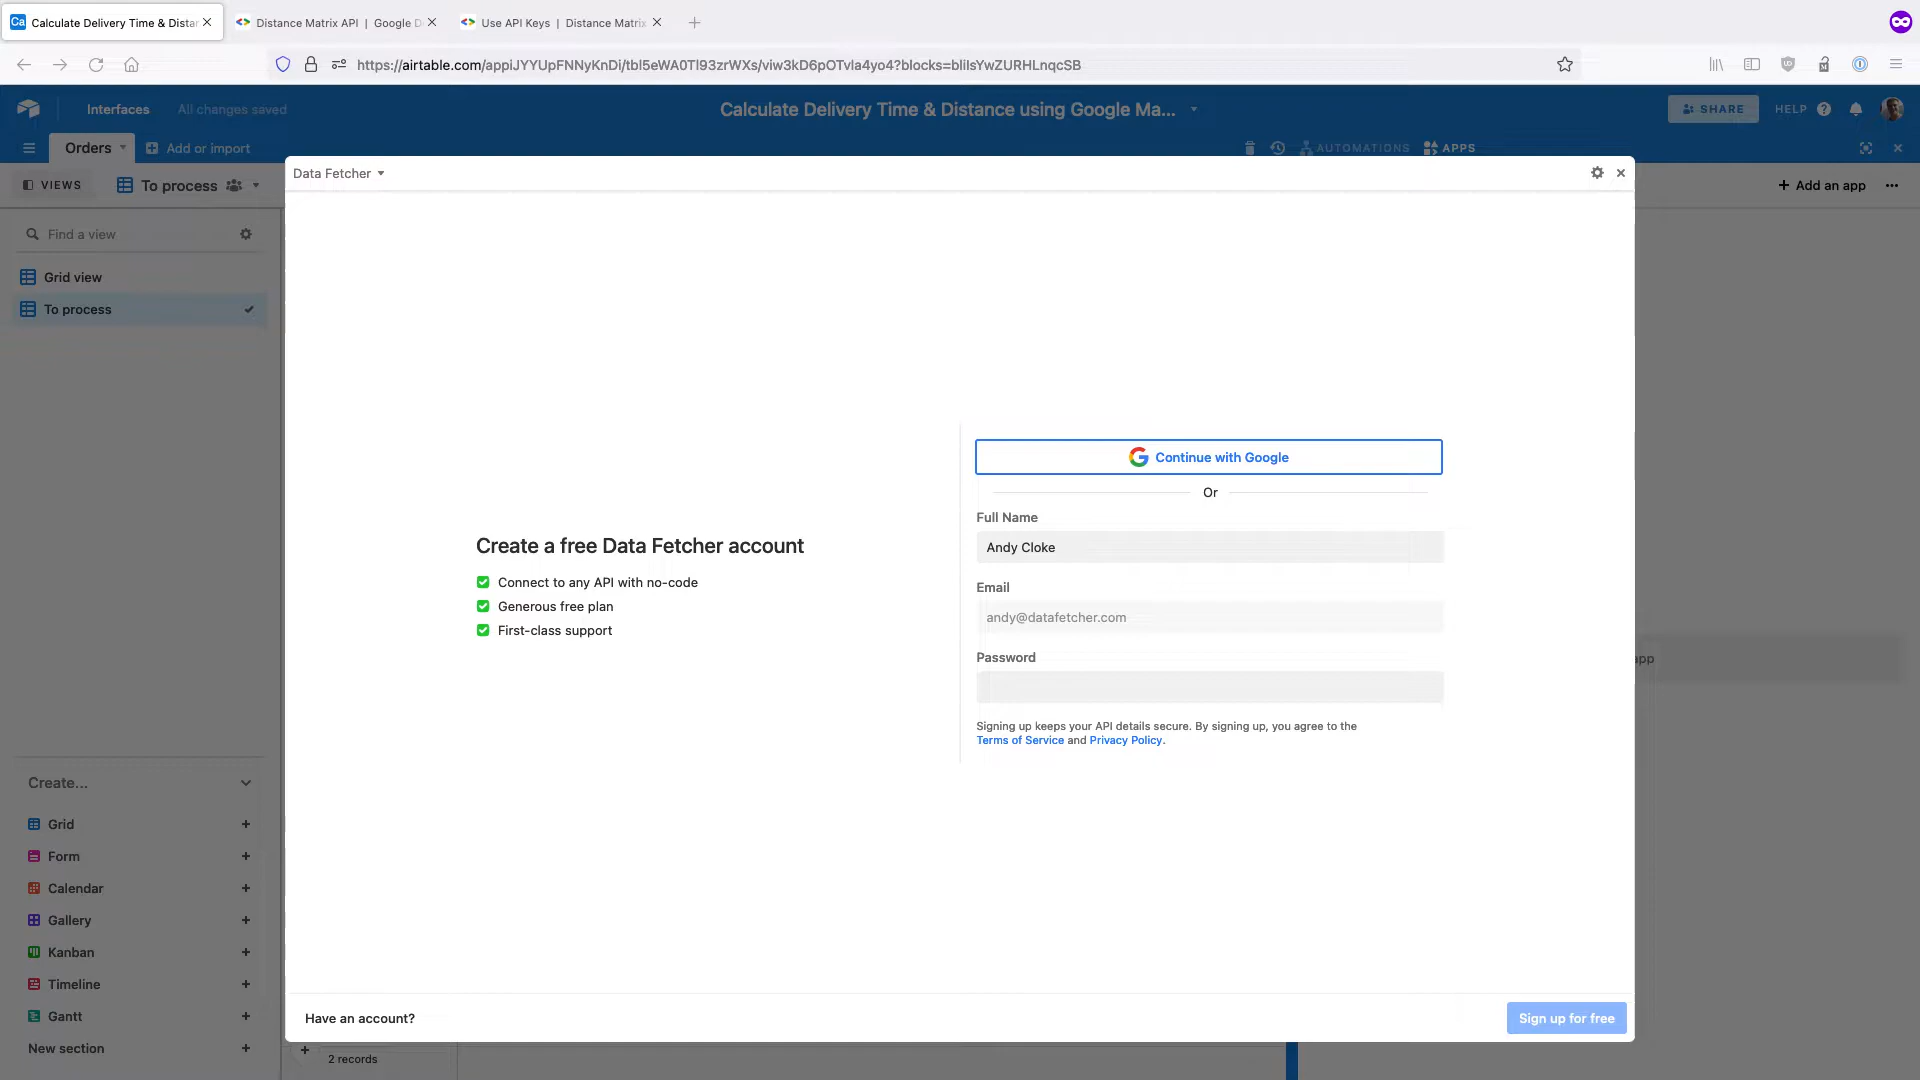 Ca Calculate Delivery Time & Distar
Distance Matrix API | Google D
Use API Keys | Distance Matrix
https://airtable.com/appiJYYUpFNNyKnDi/tbl5eWA0Tl93zrWXs/viw3kD6pOTvla4yo4?blocks=bliIsYwZURHLnqcSB
Interfaces
All changes saved
Calculate Delivery Time & Distance using Google Ma...
SHARE
HELP
Orders
Add or import
AUTOMATIONS
APPS
VIEWS
To process
Data Fetcher
Add an app
Find a view
Grid view
To process
Continue with Google
Or
Full Name
Andy Cloke
Create a free Data Fetcher account
Connect to any API with no-code
Generous free plan
First-class support
Email
andy@datafetcher.com
Password
app
Signing up keeps your API details secure. By signing up, you agree to the
Terms of Service and Privacy Policy.
Create...
Grid
Form
Calendar
Gallery
Kanban
Timeline
Gantt
New section
Have an account?
Sign up for free
2 records